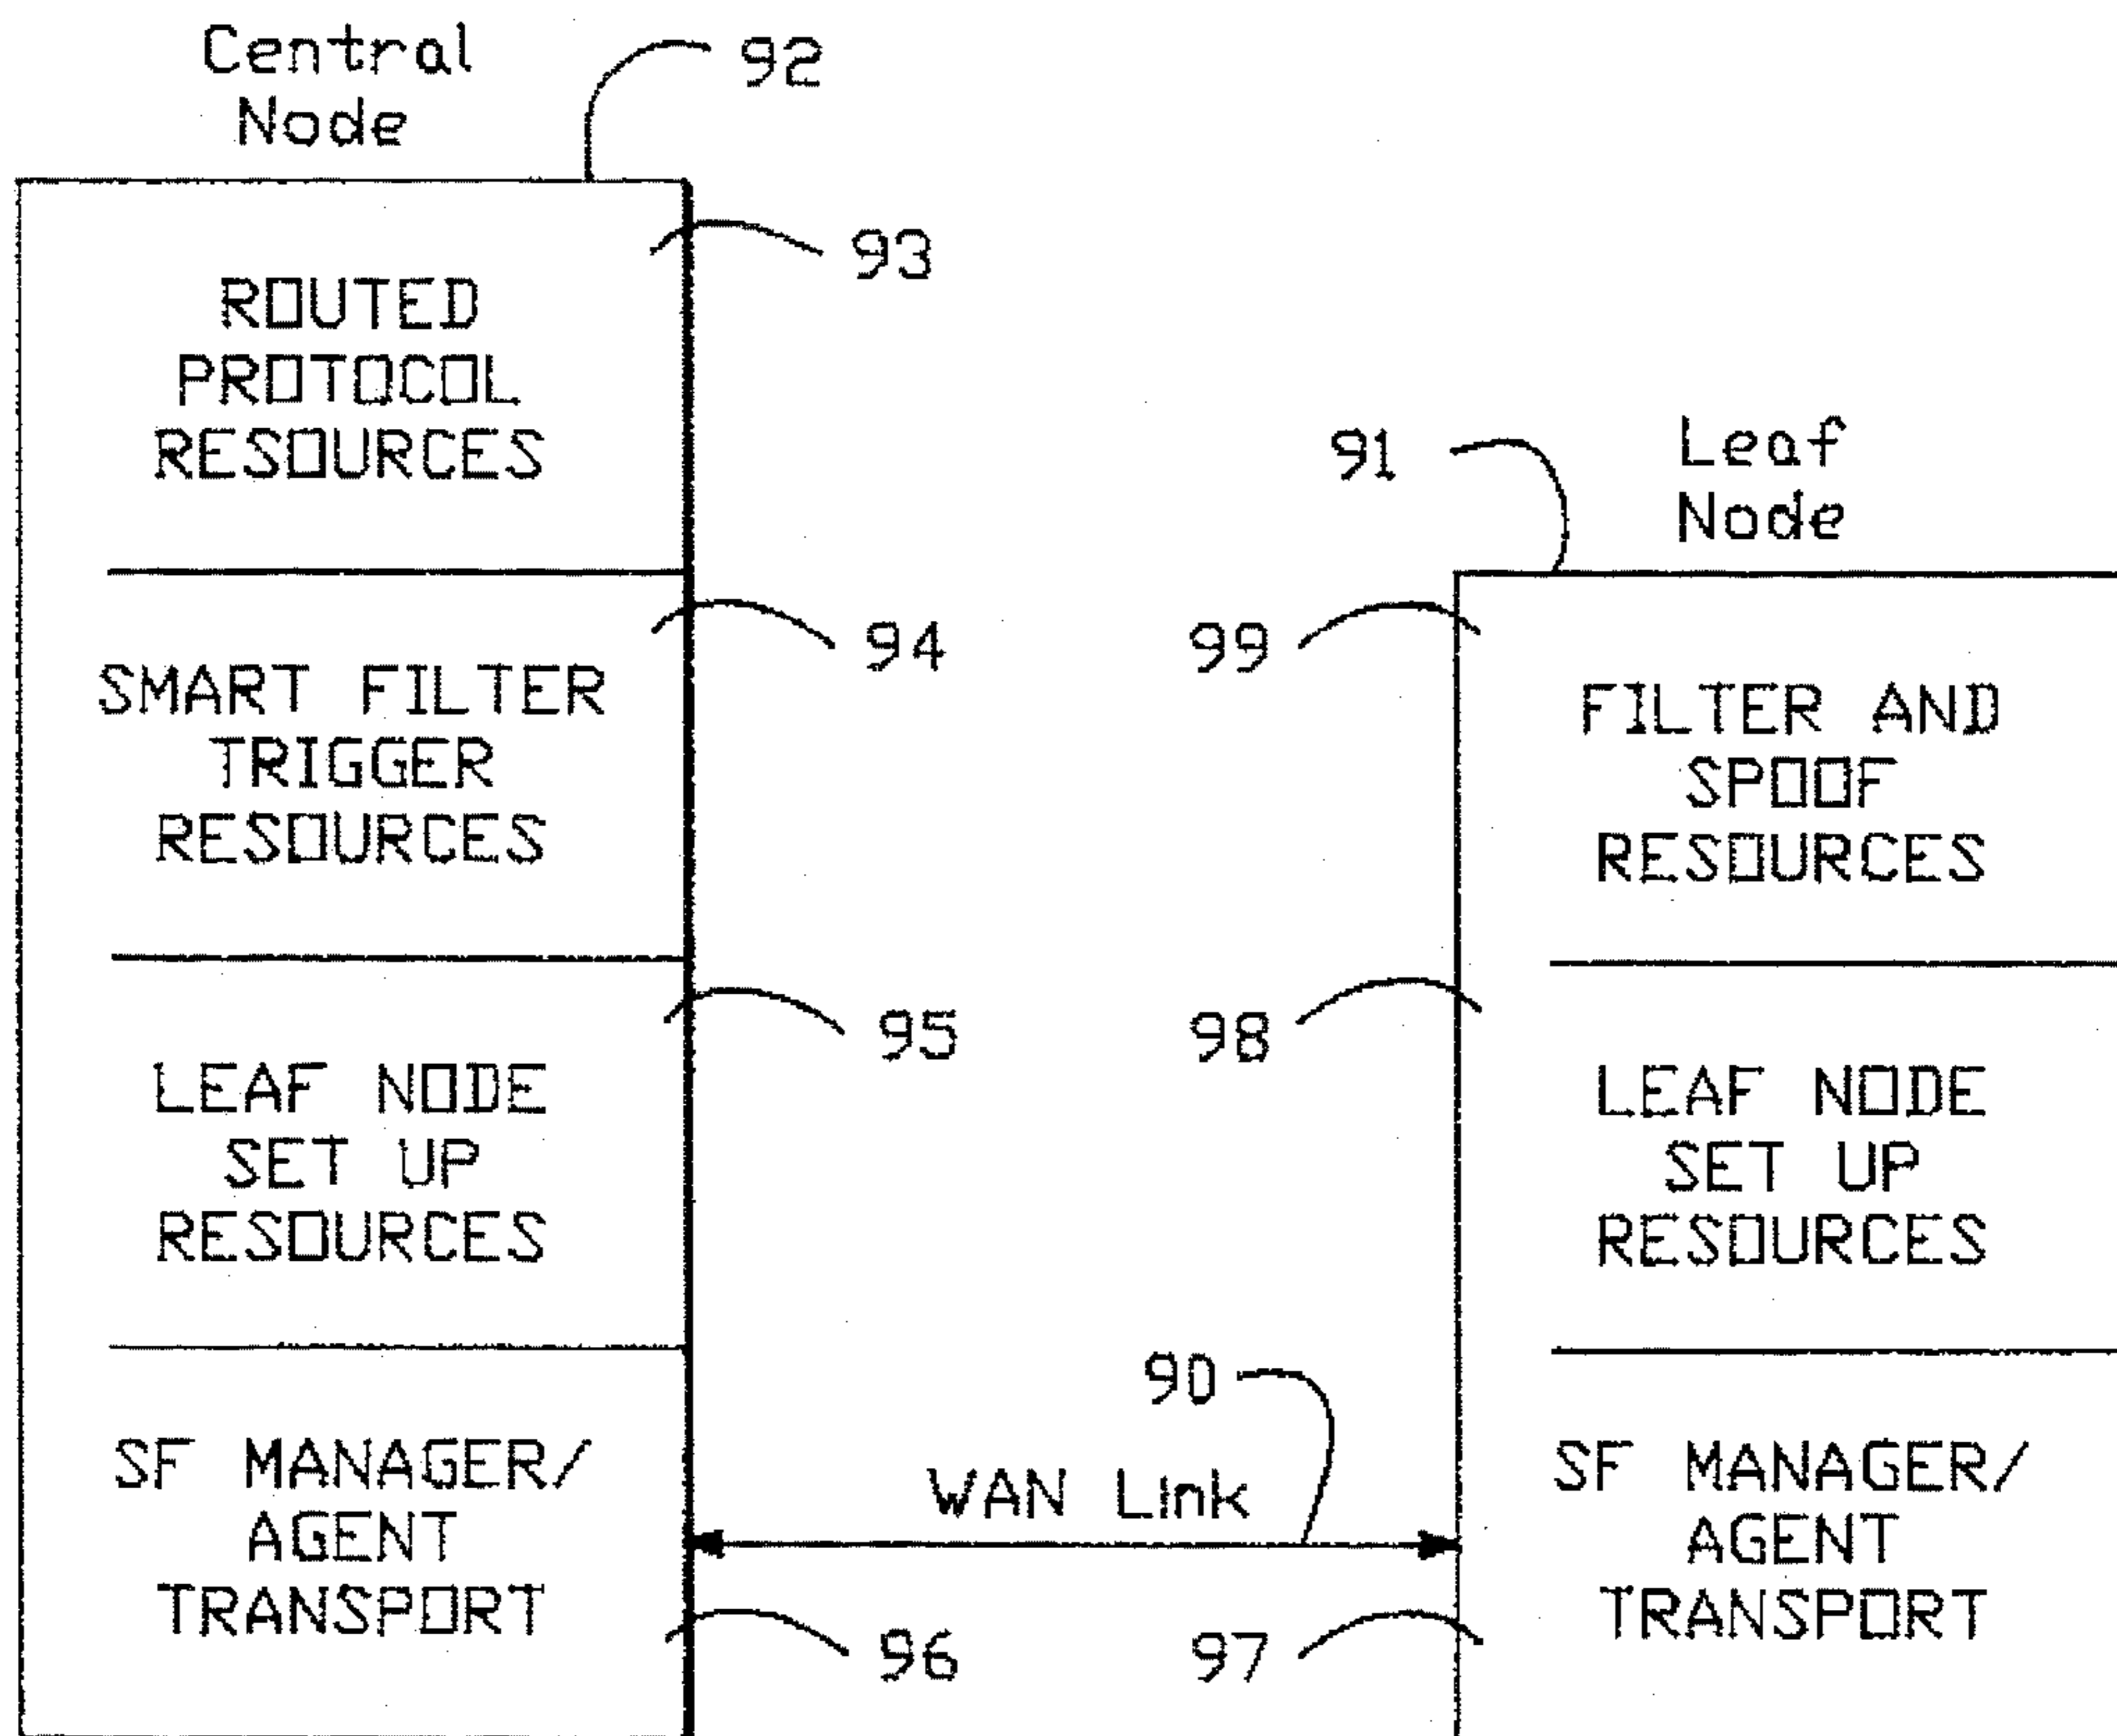 Central
Node
92
93
ROUTED
PROTOCOL
RESOURCES
91
Leaf
Node
94
99
SMART FILTER
TRIGGER
RESOURCES
FILTER AND
SPOOF
RESOURCES
95
98
LEAF NODE
SET UP
RESOURCES
LEAF NODE
SET UP
RESOURCES
90
SF MANAGER/
AGENT
TRANSPORT
WAN Link
SF MANAGER/
AGENT
TRANSPORT
96
97